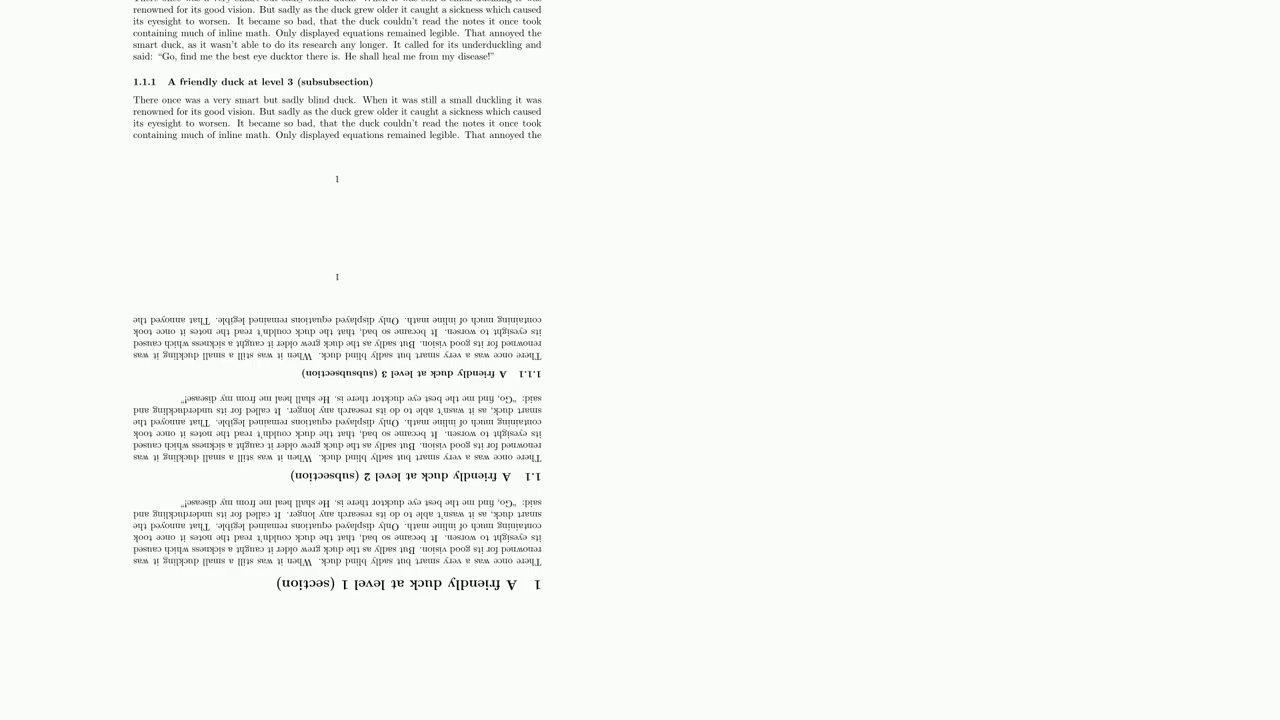 There once was a very smart but sadly blind duck. When it was still a small duckling it was
renowned for its good vision. But sadly as the duck grew older it caught a sickness which caused
its eyesight to worsen. It became so bad, that the duck couldn't read the notes it once took
containing much of inline math. Only displayed equations remained legible. That annoyed the
smart duck, as it wasn't able to do its research any longer. It called for its underduckling and
said: “Go, find me the best eye ducktor there is. He shall heal me from my disease!”
1.1.1 A friendly duck at level 3 (subsubsection)
There once was a very smart but sadly blind duck. When it was still a small duckling it was
renowned for its good vision. But sadly as the duck grew older it caught a sickness which caused
its eyesight to worsen. It became so bad, that the duck couldn't read the notes it once took
containing much of inline math. Only displayed equations remained legible. That annoyed the
1
1 A friendly duck at level 1 (section)
There once was a very smart but sadly blind duck. When it was still a small duckling it was
renowned for its good vision. But sadly as the duck grew older it caught a sickness which caused
its eyesight to worsen. It became so bad, that the duck couldn't read the notes it once took
containing much of inline math. Only displayed equations remained legible. That annoyed the
smart duck, as it wasn't able to do its research any longer. It called for its underduckling and
said: “Go, find me the best eye ducktor there is. He shall heal me from my disease!”
1.1 A friendly duck at level 2 (subsection)
There once was a very smart but sadly blind duck. When it was still a small duckling it was
renowned for its good vision. But sadly as the duck grew older it caught a sickness which caused
its eyesight to worsen. It became so bad, that the duck couldn't read the notes it once took
containing much of inline math. Only displayed equations remained legible. That annoyed the
smart duck, as it wasn't able to do its research any longer. It called for its underduckling and
said: “Go, find me the best eye ducktor there is. He shall heal me from my disease!”
1.1.1 A friendly duck at level 3 (subsubsection)
There once was a very smart but sadly blind duck. When it was still a small duckling it was
renowned for its good vision. But sadly as the duck grew older it caught a sickness which caused
its eyesight to worsen. It became so bad, that the duck couldn't read the notes it once took
containing much of inline math. Only displayed equations remained legible. That annoyed the
1